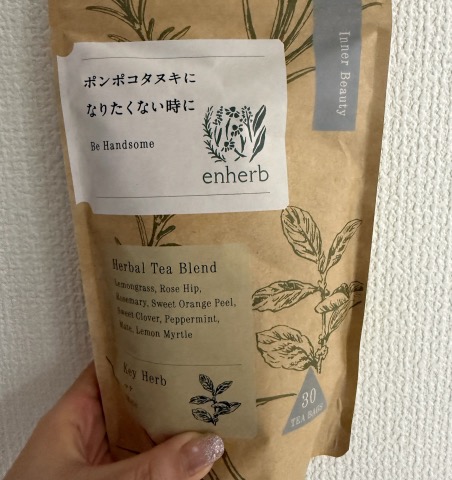 Inner Beauty
ポンポコタヌキに
なりたくない時に
Be Handsome
enherb
Herbal Tea Blend
Lemongrass, Rose Hip,
Rosemary, Sweet Orange Peel,
Sweet Clover, Peppermint,
Mate, Lemon Myrtle
Key Herb
30
TEA BAGS